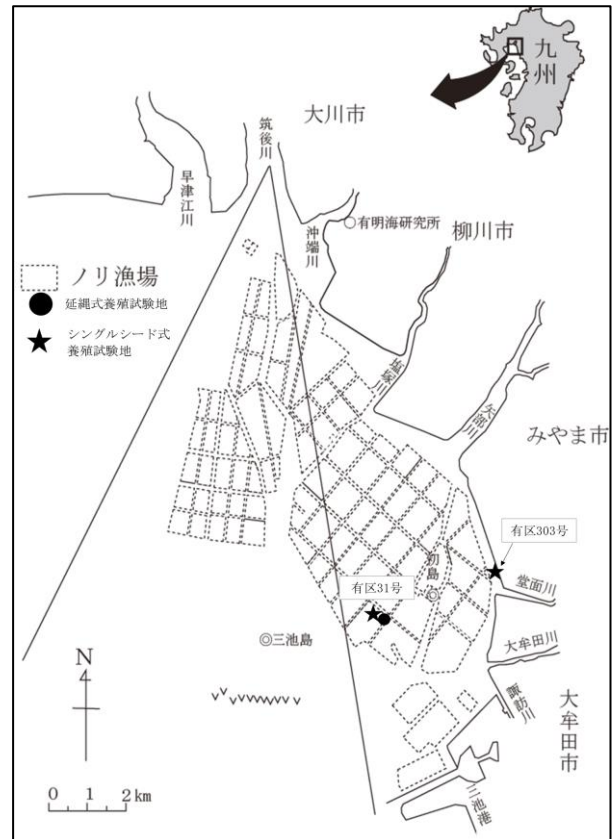 九州
大川市
筑後川
早津江川
沖端川
有明海研究所
柳川市
ノリ漁場
延縄式養殖試験地
シングルシード式
養殖試験地
塩塚川
矢部川
みやま市
有区303号
初島
有区31号
堂面川
三池島
大牟田川
諏訪川
大牟田市
N
0 1 2km
三池港